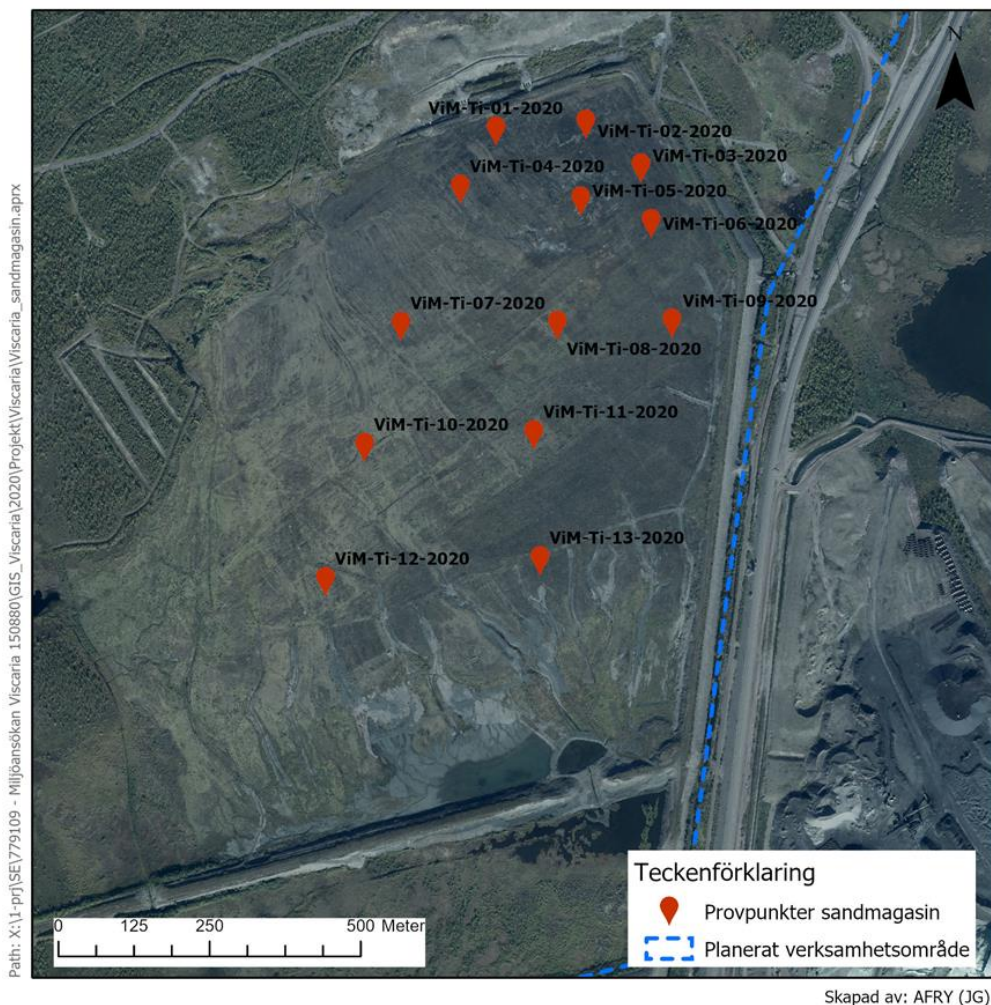 N
ViM-Ti-01-2020
ViM-Ti-02-2020
ViM-Ti-03-2020
ViM-Ti-04-2020
ViM-Ti-05-2020
ViM-Ti-06-2020
ViM-Ti-07-2020
ViM-Ti-09-2020
ViM-Ti-08-2020
ViM-Ti-10-2020
ViM-Ti-11-2020
ViM-Ti-13-2020
ViM-Ti-12-2020
Path: X:\1-prj\SE\779109 - Miljöansökan Viscaria 150880\GIS_Viscaria\2020\Projekt\Viscaria\Viscaria_sandmagasin.aprx
Teckenförklaring
Provpunkter sandmagasin
Planerat verksamhetsområde
0 125 250 500 Meter
Skapad av: AFRY (JG)